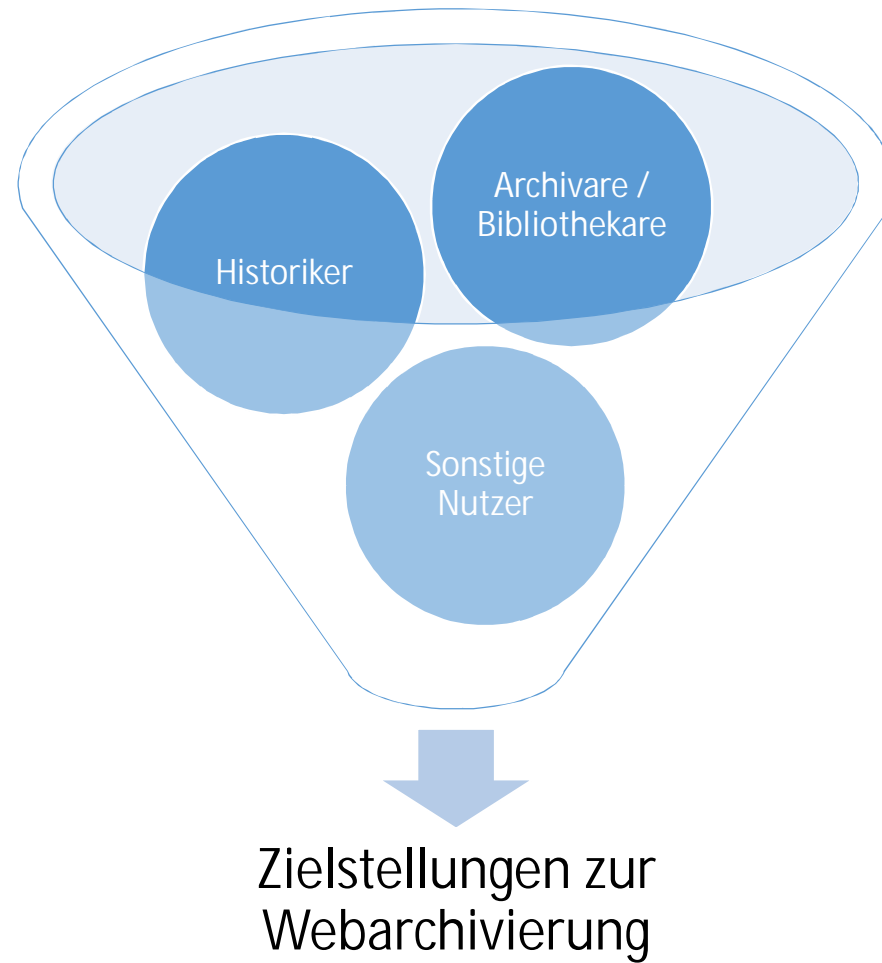 Archivare /
Bibliothekare
Historiker
Sonstige
Nutzer
Zielstellungen zur
Webarchivierung